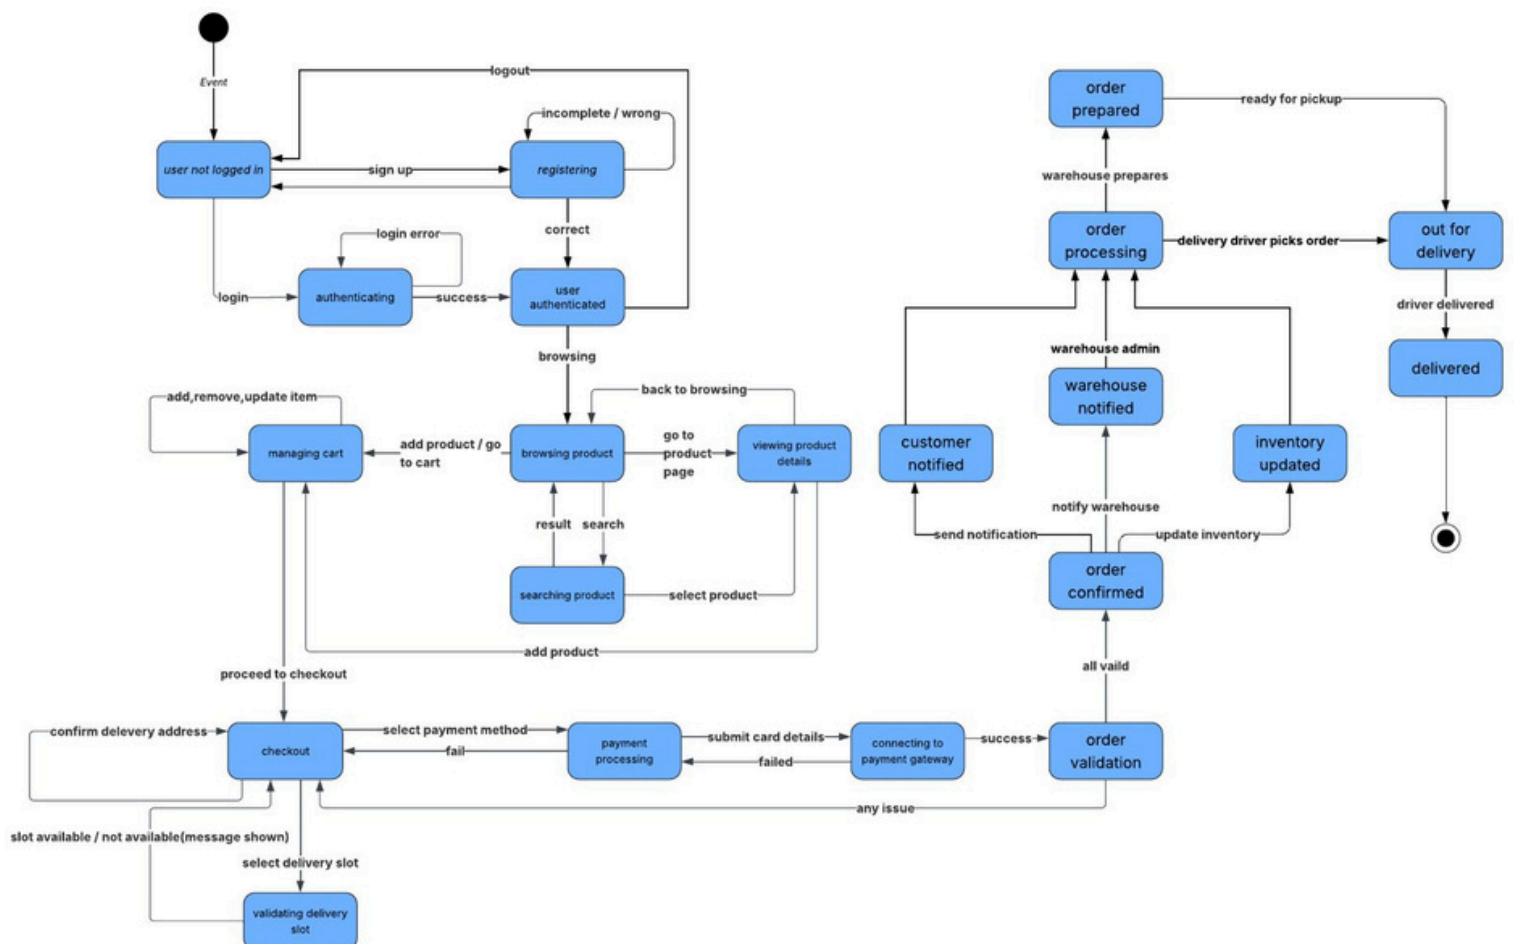 Event
logout
incomplete / wrong
user not logged in
sign up
registering
correct
login error
login
authenticating
success
user
authenticated
browsing
back to browsing
add,remove,update item
managing cart
add product / go
to cart
browsing product
go to
product
page
viewing product
details
result
search
searching product
select product
add product
proceed to checkout
confirm delevery address
checkout
select payment method
fail
payment
processing
submit card details
failed
connecting to
payment gateway
success
order
validation
any issue
slot available / not available(message shown)
select delivery slot
validating delivery
slot
all vaild
order
confirmed
send notification
notify warehouse
update inventory
customer
notified
warehouse
notified
inventory
updated
warehouse admin
order
processing
warehouse prepares
order
prepared
ready for pickup
delivery driver picks order
out for
delivery
driver delivered
delivered